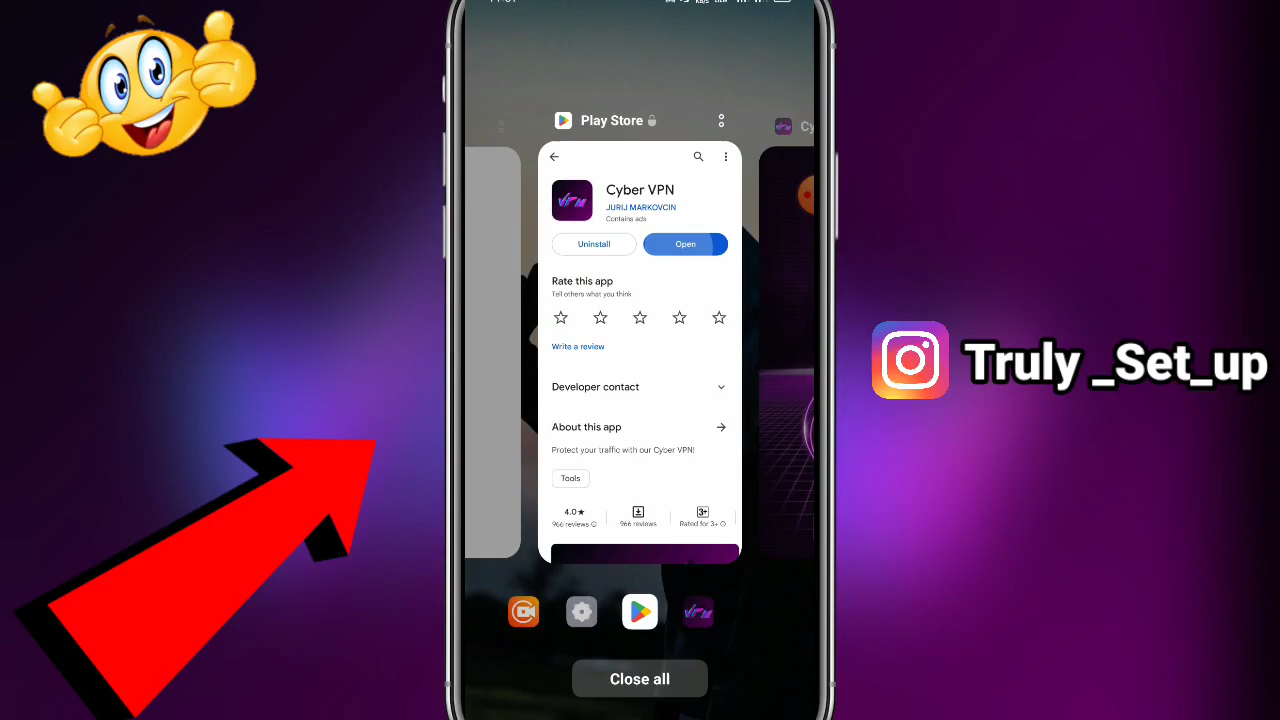 Play Store
Cy
Cyber VPN
JURIJ MARKOVCIN
Contains ads
Uninstall
Open
Rate this app
Tell others what you think
Write a review
Developer contact
About this app
Protect your traffic with our Cyber VPN!
Tools
4.0★
966 reviews
966 reviews
3+
Rated for 3+
VPN
Close all
Truly _Set_up